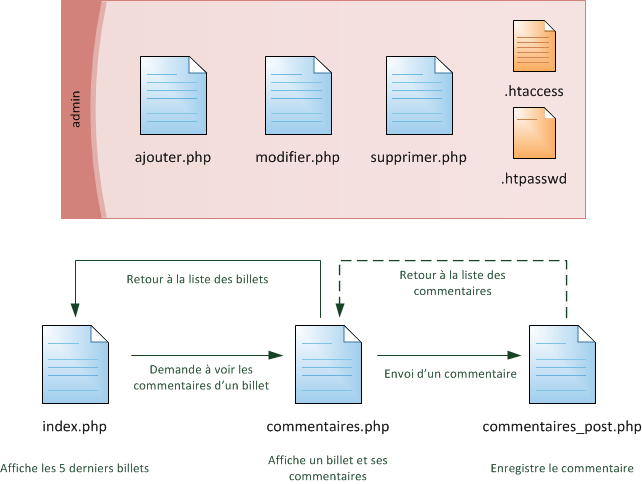 admin
ajouter.php
modifier.php
supprimer.php
.htaccess
.htpasswd
Retour à la liste des billets
Retour à la liste des
commentaires
Demande à voir les
commentaires d'un billet
Envoi d'un commentaire
index.php
commentaires.php
commentaires_post.php
Affiche les 5 derniers billets
Affiche un billet et ses
commentaires
Enregistre le commentaire